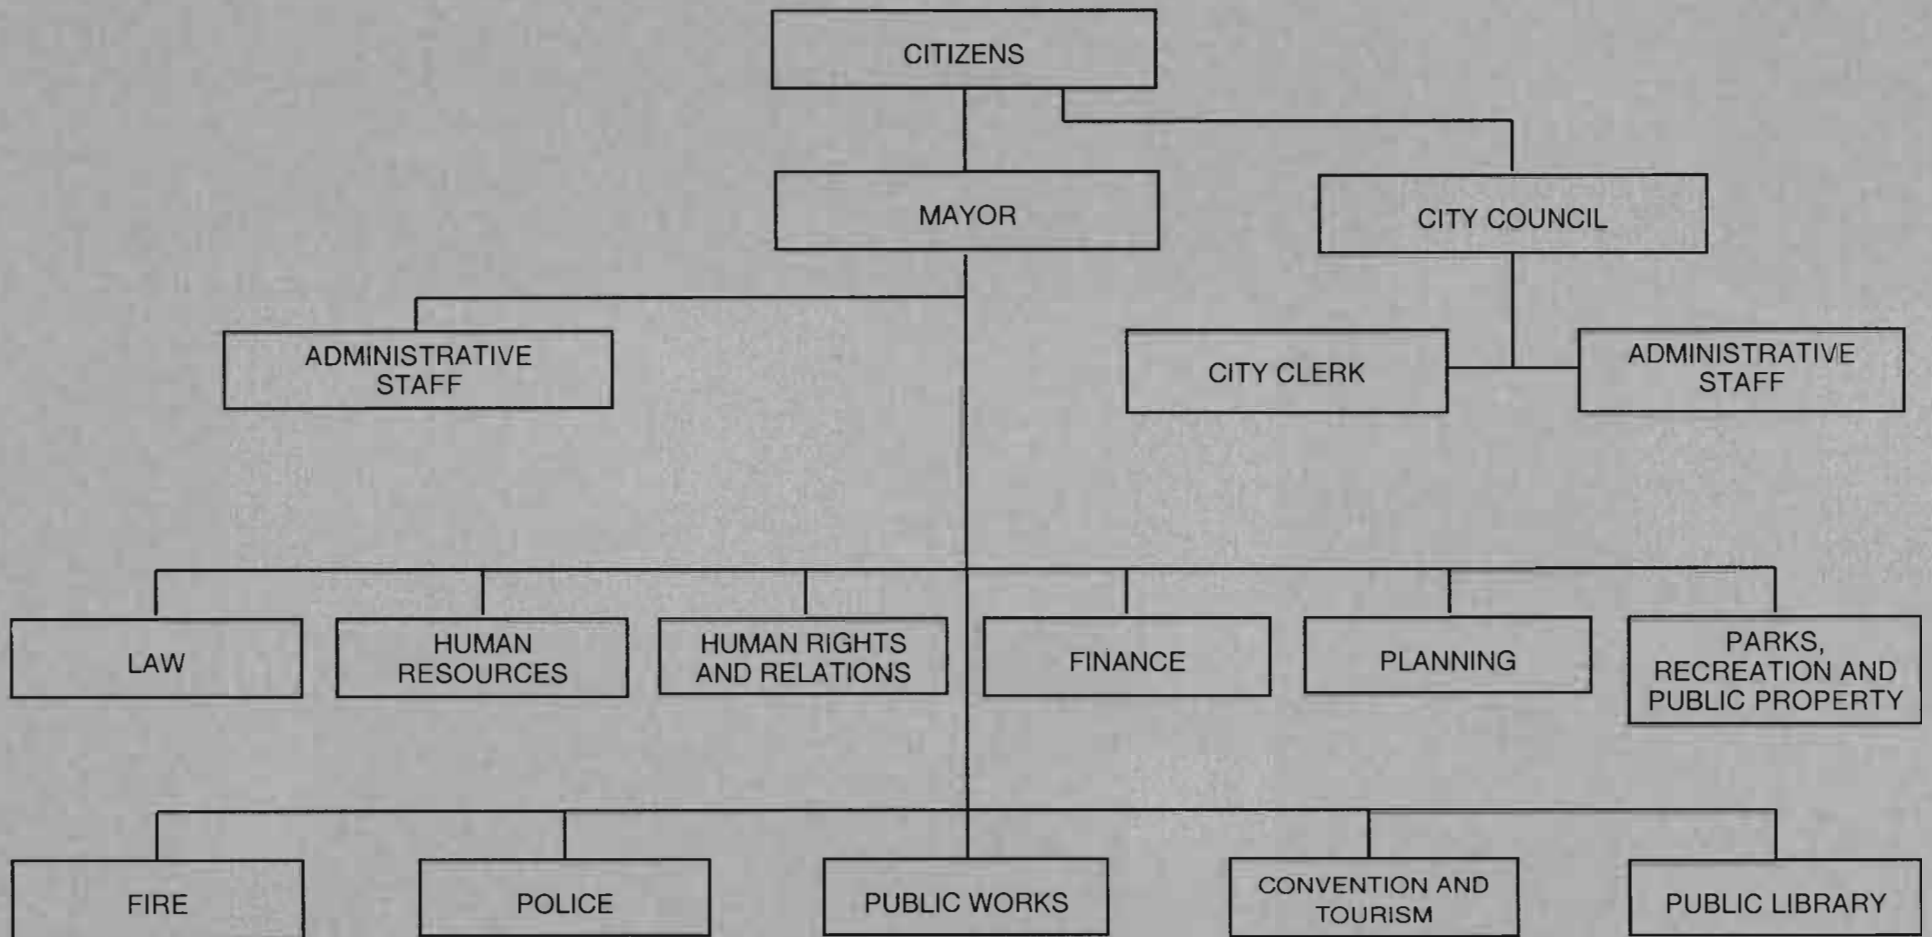 CITIZENS
MAYOR
CITY COUNCIL
ADMINISTRATIVE
STAFF
CITY CLERK
ADMINISTRATIVE
STAFF
LAW
HUMAN
RESOURCES
HUMAN RIGHTS
AND RELATIONS
FINANCE
PLANNING
PARKS,
RECREATION AND
PUBLIC PROPERTY
FIRE
POLICE
PUBLIC WORKS
CONVENTION AND
TOURISM
PUBLIC LIBRARY